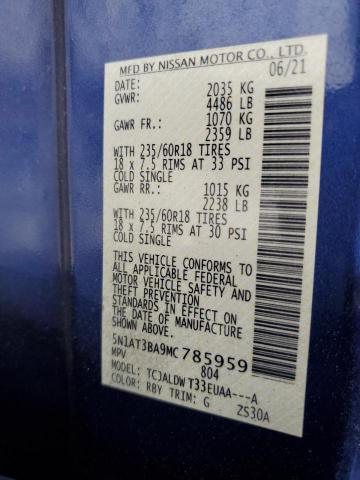 MFD BY NISSAN MOTOR CO., LTD.
DATE: 06/21
GVWR: 2035 KG
4486 LB
GAWR FR.: 1070 KG
2359 LB
WITH 235/60R18 TIRES
18 x 7.5 RIMS AT 33 PSI
COLD SINGLE
GAWR RR.: 1015 KG
2238 LB
WITH 235/60R18 TIRES
18 x 7.5 RIMS AT 30 PSI
COLD SINGLE
THIS VEHICLE CONFORMS TO
ALL APPLICABLE FEDERAL
MOTOR VEHICLE SAFETY AND
THEFT PREVENTION
STANDARDS IN EFFECT ON
THE DATE OF MANUFACTURE
SHOWN ABOVE.
5N1AT3BA9MC785959
MPV 804
MODEL: TCJALDWT33EUAA---A
COLOR: RBY TRIM: G ZS30A